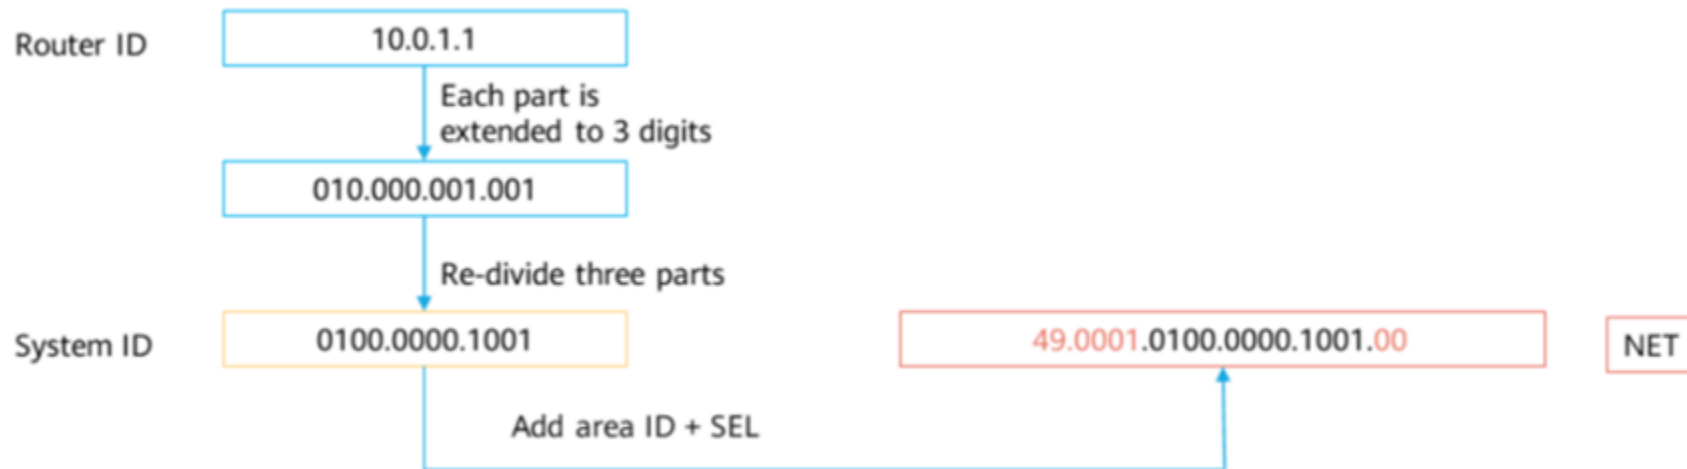 Router ID
10.0.1.1
Each part is
extended to 3 digits
010.000.001.001
Re-divide three parts
System ID
0100.0000.1001
49.0001.0100.0000.1001.00
NET
Add area ID + SEL